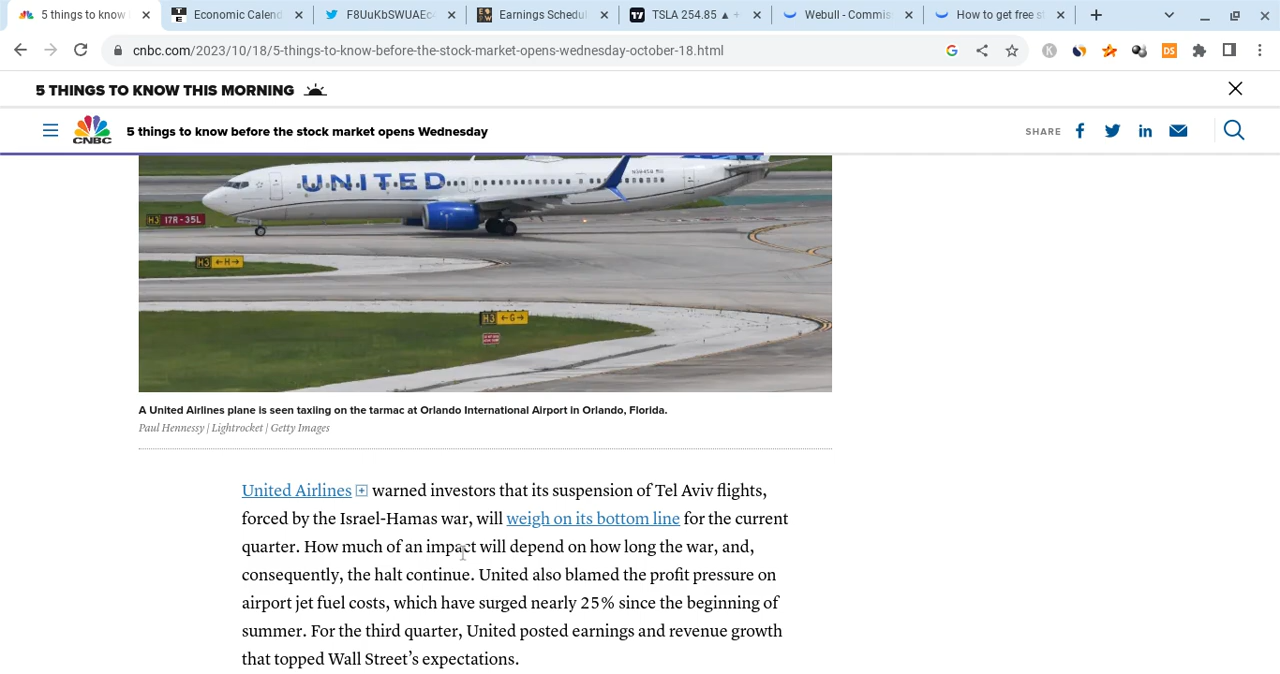 5 things to know
Economic Calend
F8UuKbSWUAEc
Earnings Schedu
TSLA 254.85 ▲ +
Webull - Commis
How to get free s
cnbc.com/2023/10/18/5-things-to-know-before-the-stock-market-opens-wednesday-october-18.html
DS
5 THINGS TO KNOW THIS MORNING
CNBC
5 things to know before the stock market opens Wednesday
SHARE
UNITED
H3 17R-35L
H3 ←H→
H3 ←G→
A United Airlines plane is seen taxiing on the tarmac at Orlando International Airport in Orlando, Florida.
Paul Hennessy | Lightrocket | Getty Images
United Airlines warned investors that its suspension of Tel Aviv flights,
forced by the Israel-Hamas war, will weigh on its bottom line for the current
quarter. How much of an impact will depend on how long the war, and,
consequently, the halt continue. United also blamed the profit pressure on
airport jet fuel costs, which have surged nearly 25% since the beginning of
summer. For the third quarter, United posted earnings and revenue growth
that topped Wall Street’s expectations.